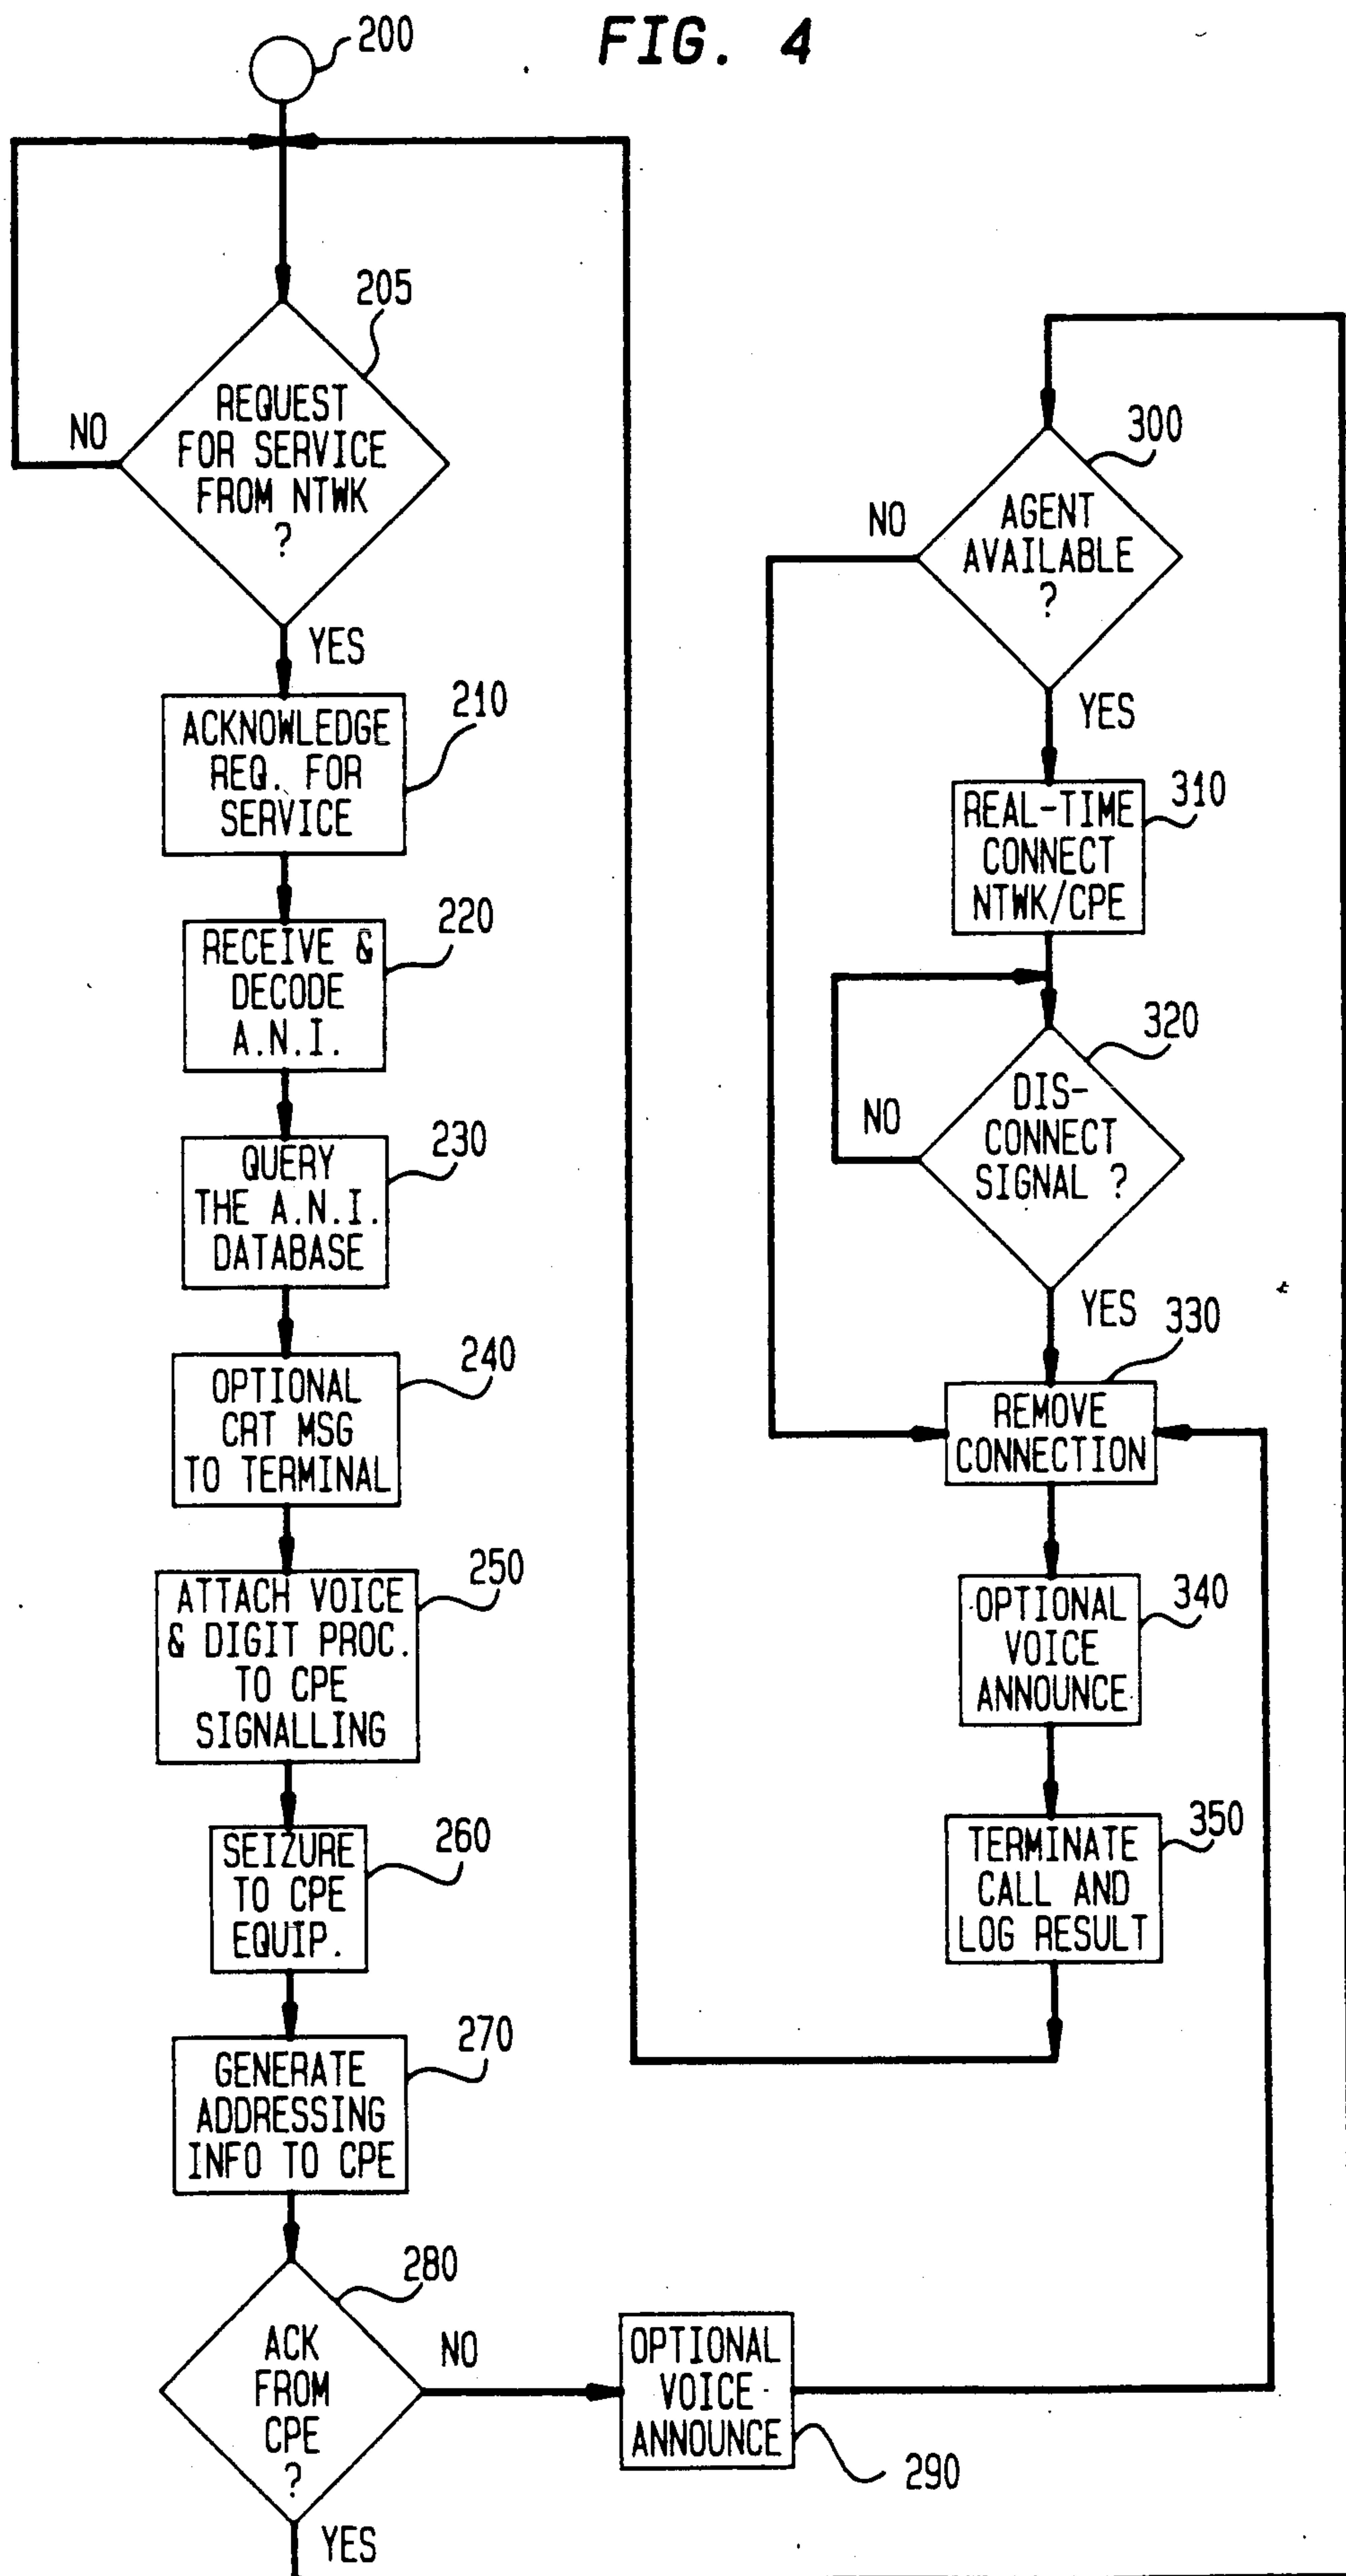 FIG. 4
200
205
REQUEST
FOR SERVICE
FROM NTWK
?
NO
YES
210
ACKNOWLEDGE
REQ. FOR
SERVICE
220
RECEIVE &
DECODE
A.N.I.
230
QUERY
THE A.N.I.
DATABASE
240
OPTIONAL
CRT MSG
TO TERMINAL
250
ATTACH VOICE
& DIGIT PROC.
TO CPE
SIGNALLING
260
SEIZURE
TO CPE
EQUIP.
270
GENERATE
ADDRESSING
INFO TO CPE
280
ACK
FROM
CPE
?
NO
YES
OPTIONAL
VOICE
ANNOUNCE
290
300
AGENT
AVAILABLE
?
NO
YES
310
REAL-TIME
CONNECT
NTWK/CPE
320
DIS-
CONNECT
SIGNAL ?
NO
YES
330
REMOVE
CONNECTION
340
OPTIONAL
VOICE
ANNOUNCE
350
TERMINATE
CALL AND
LOG RESULT